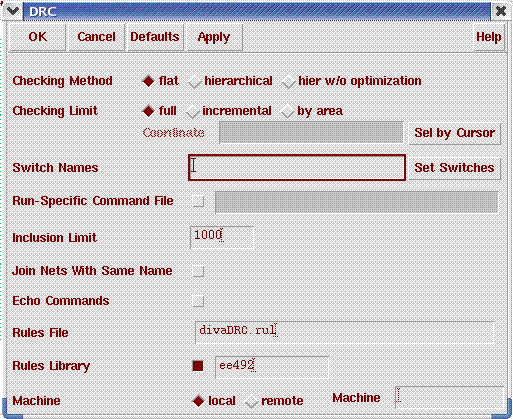 DRC
OK Cancel Defaults Apply Help
Checking Method flat hierarchical hier w/o optimization
Checking Limit full incremental by area
Coordinate Sel by Cursor
Switch Names Set Switches
Run-Specific Command File
Inclusion Limit 1000
Join Nets With Same Name
Echo Commands
Rules File divaDRC.rul
Rules Library ee492
Machine local remote Machine